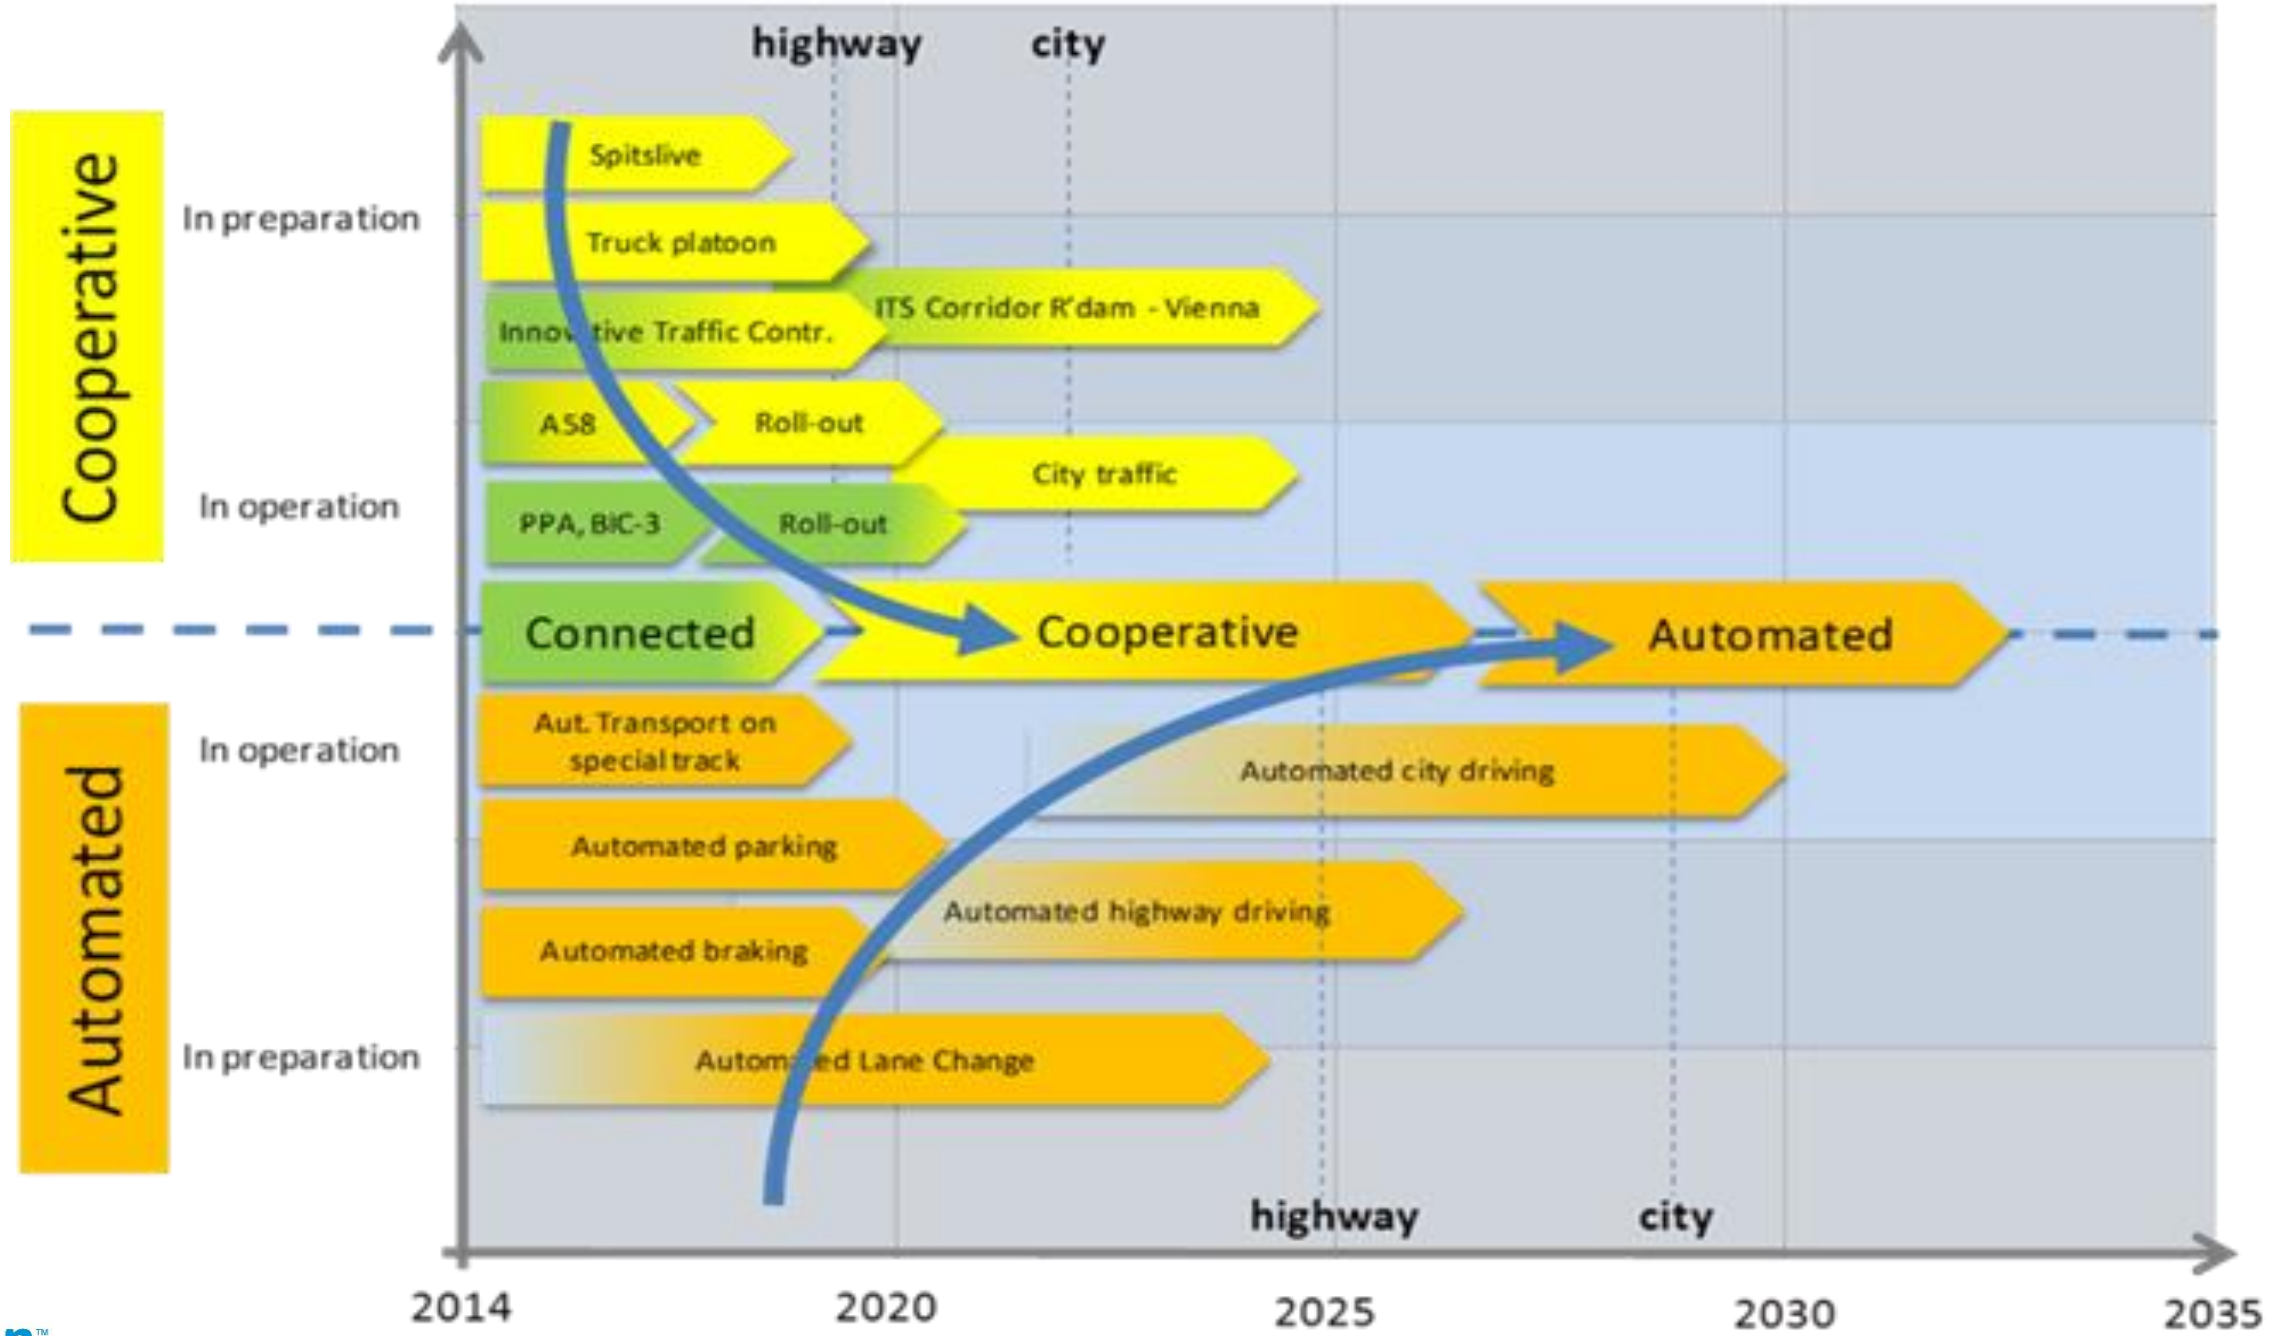 highway
city
Cooperative
In preparation
In operation
Spitslive
Truck platoon
ITS Corridor R'dam - Vienna
Innovative Traffic Contr.
A58
Roll-out
City traffic
PPA, BIC-3
Roll-out
Connected
Cooperative
Automated
Automated
In operation
In preparation
Aut. Transport on
special track
Automated city driving
Automated parking
Automated highway driving
Automated braking
Automated Lane Change
highway
city
2014
2020
2025
2030
2035
TM